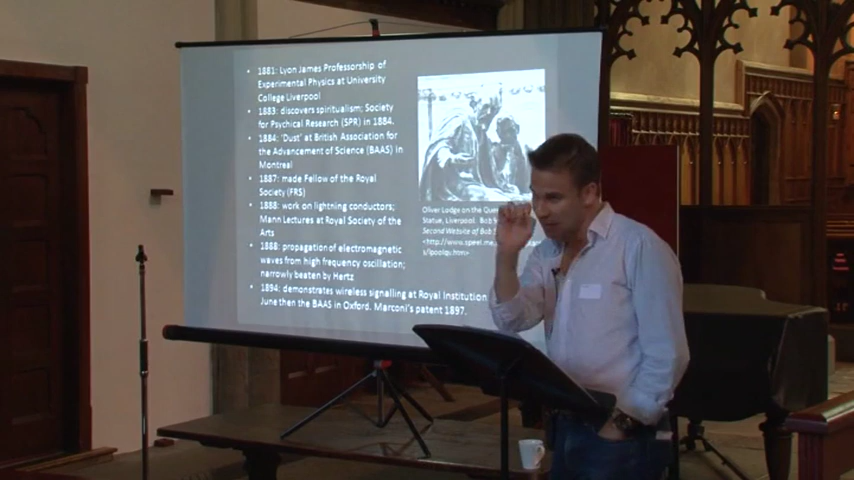 • 1881: Lyon James Professorship of
Experimental Physics at University
College Liverpool
• 1883: discovers spiritualism; Society
for Psychical Research (SPR) in 1884.
• 1884: 'Dust' at British Association for
the Advancement of Science (BAAS) in
Montreal
• 1887: made Fellow of the Royal
Society (FRS)
• 1888: work on lightning conductors;
Mann Lectures at Royal Society of the
Arts
• 1888: propagation of electromagnetic
waves from high frequency oscillation;
narrowly beaten by Hertz
• 1894: demonstrates wireless signalling at Royal Institution
June then the BAAS in Oxford. Marconi's patent 1897.
Oliver Lodge on the
Statue, Liverpool.
Second Website of Bob